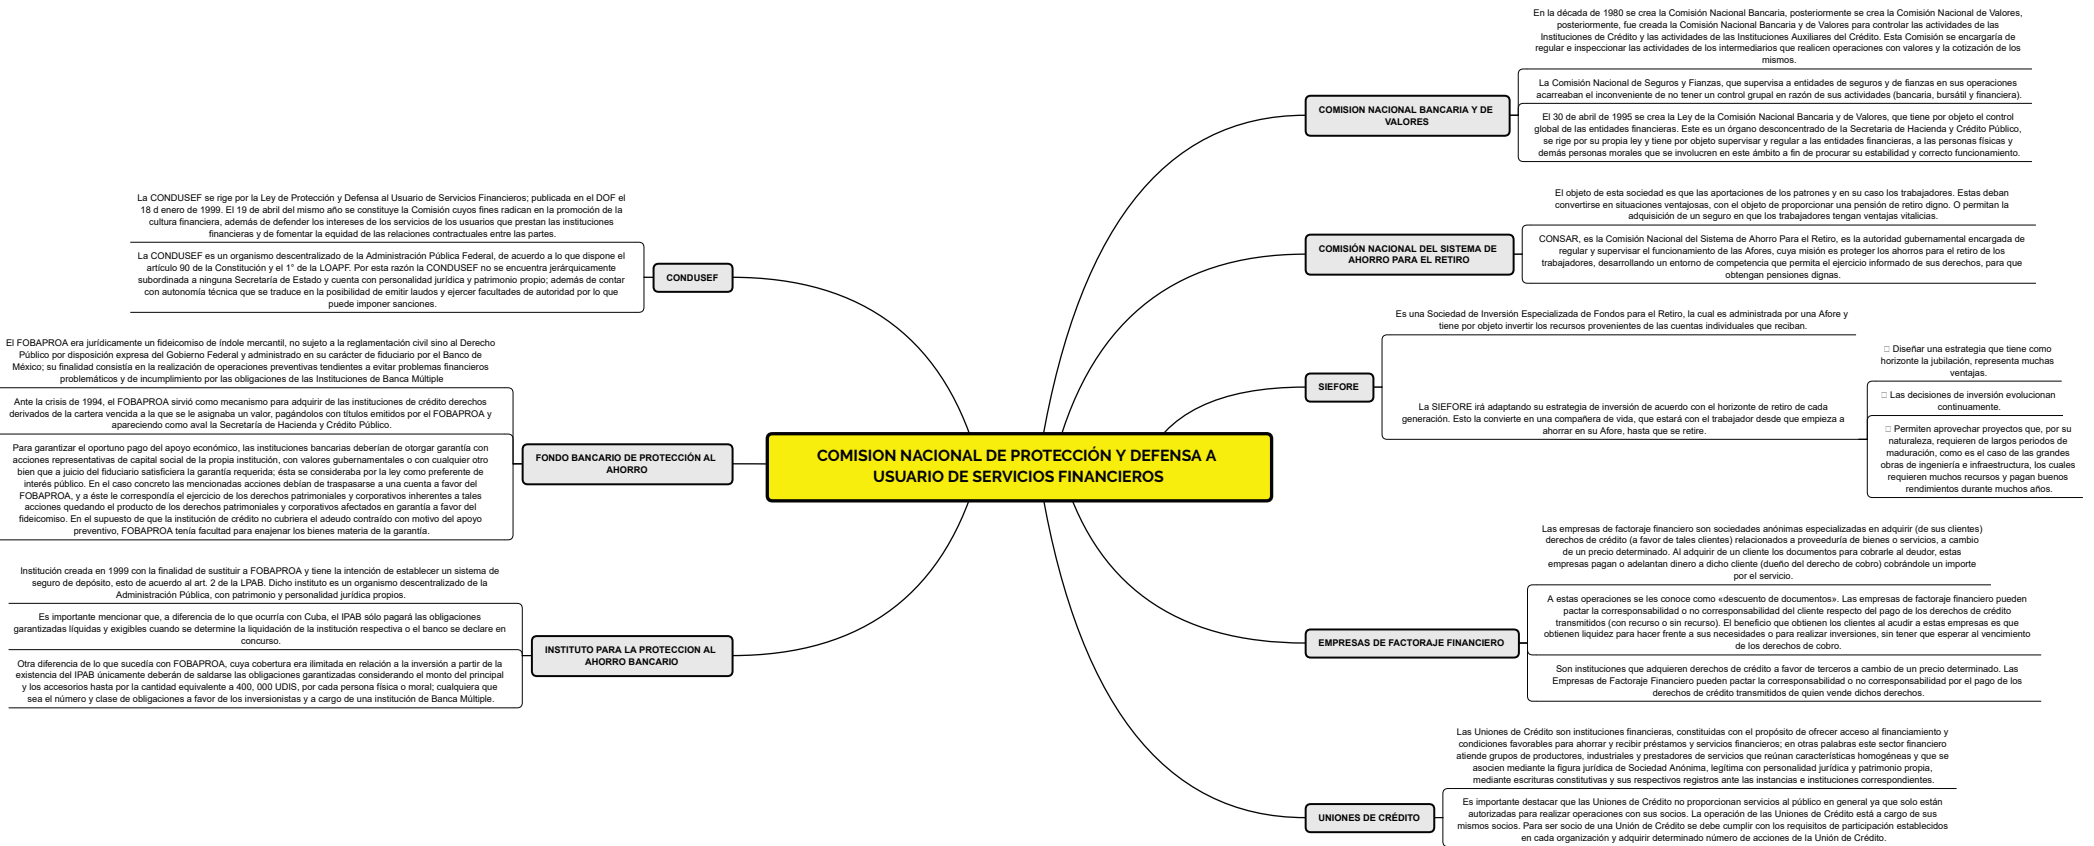 COMISION NACIONAL DE PROTECCIÓN Y DEFENSA A
USUARIO DE SERVICIOS FINANCIEROS
COMISION NACIONAL BANCARIA Y DE
VALORES
En la década de 1980 se crea la Comisión Nacional Bancaria, posteriormente se crea la Comisión Nacional de Valores,
posteriormente, fue creada la Comisión Nacional Bancaria y de Valores para controlar las actividades de las
Instituciones de Crédito y las actividades de las Instituciones Auxiliares del Crédito. Esta Comisión se encargaría de
regular e inspeccionar las actividades de los intermediarios que realicen operaciones con valores y la cotización de los
mismos.
La Comisión Nacional de Seguros y Fianzas, que supervisa a entidades de seguros y de fianzas en sus operaciones
acarreaban el inconveniente de no tener un control grupal en razón de sus actividades (bancaria, bursátil y financiera).
El 30 de abril de 1995 se crea la Ley de la Comisión Nacional Bancaria y de Valores, que tiene por objeto el control
global de las entidades financieras. Este es un órgano desconcentrado de la Secretaria de Hacienda y Crédito Público,
se rige por su propia ley y tiene por objeto supervisar y regular a las entidades financieras, a las personas físicas y
demás personas morales que se involucren en este ámbito a fin de procurar su estabilidad y correcto funcionamiento.
COMISIÓN NACIONAL DEL SISTEMA DE
AHORRO PARA EL RETIRO
El objeto de esta sociedad es que las aportaciones de los patrones y en su caso los trabajadores. Estas deban
convertirse en situaciones ventajosas, con el objeto de proporcionar una pensión de retiro digno. O permitan la
adquisición de un seguro en que los trabajadores tengan ventajas vitalicias.
CONSAR, es la Comisión Nacional del Sistema de Ahorro Para el Retiro, es la autoridad gubernamental encargada de
regular y supervisar el funcionamiento de las Afores, cuya misión es proteger los ahorros para el retiro de los
trabajadores, desarrollando un entorno de competencia que permita el ejercicio informado de sus derechos, para que
obtengan pensiones dignas.
SIEFORE
Es una Sociedad de Inversión Especializada de Fondos para el Retiro, la cual es administrada por una Afore y
tiene por objeto invertir los recursos provenientes de las cuentas individuales que reciban.
La SIEFORE irá adaptando su estrategia de inversión de acuerdo con el horizonte de retiro de cada
generación. Esto la convierte en una compañera de vida, que estará con el trabajador desde que empieza a
ahorrar en su Afore, hasta que se retire.
Diseñar una estrategia que tiene como
horizonte la jubilación, representa muchas
ventajas.
Las decisiones de inversión evolucionan
continuamente.
Permiten aprovechar proyectos que, por su
naturaleza, requieren de largos periodos de
maduración, como es el caso de las grandes
obras de ingeniería e infraestructura, los cuales
requieren muchos recursos y pagan buenos
rendimientos durante muchos años.
EMPRESAS DE FACTORAJE FINANCIERO
Las empresas de factoraje financiero son sociedades anónimas especializadas en adquirir (de sus clientes)
derechos de crédito (a favor de tales clientes) relacionados a proveeduría de bienes o servicios, a cambio
de un precio determinado. Al adquirir de un cliente los documentos para cobrarle al deudor, estas
empresas pagan o adelantan dinero a dicho cliente (dueño del derecho de cobro) cobrándole un importe
por el servicio.
A estas operaciones se les conoce como «descuento de documentos». Las empresas de factoraje financiero pueden
pactar la corresponsabilidad o no corresponsabilidad del cliente respecto del pago de los derechos de crédito
transmitidos (con recurso o sin recurso). El beneficio que obtienen los clientes al acudir a estas empresas es que
obtienen liquidez para hacer frente a sus necesidades o para realizar inversiones, sin tener que esperar al vencimiento
de los derechos de cobro.
Son instituciones que adquieren derechos de crédito a favor de terceros a cambio de un precio determinado. Las
Empresas de Factoraje Financiero pueden pactar la corresponsabilidad o no corresponsabilidad por el pago de los
derechos de crédito transmitidos de quien vende dichos derechos.
UNIONES DE CRÉDITO
Las Uniones de Crédito son instituciones financieras, constituidas con el propósito de ofrecer acceso al financiamiento y
condiciones favorables para ahorrar y recibir préstamos y servicios financieros; en otras palabras este sector financiero
atiende grupos de productores, industriales y prestadores de servicios que reúnan características homogéneas y que se
asocien mediante la figura jurídica de Sociedad Anónima, legítima con personalidad jurídica y patrimonio propia,
mediante escrituras constitutivas y sus respectivos registros ante las instancias e instituciones correspondientes.
Es importante destacar que las Uniones de Crédito no proporcionan servicios al público en general ya que solo están
autorizadas para realizar operaciones con sus socios. La operación de las Uniones de Crédito está a cargo de sus
mismos socios. Para ser socio de una Unión de Crédito se debe cumplir con los requisitos de participación establecidos
en cada organización y adquirir determinado número de acciones de la Unión de Crédito.
CONDUSEF
La CONDUSEF se rige por la Ley de Protección y Defensa al Usuario de Servicios Financieros; publicada en el DOF el
18 d enero de 1999. El 19 de abril del mismo año se constituye la Comisión cuyos fines radican en la promoción de la
cultura financiera, además de defender los intereses de los servicios de los usuarios que prestan las instituciones
financieras y de fomentar la equidad de las relaciones contractuales entre las partes.
La CONDUSEF es un organismo descentralizado de la Administración Pública Federal, de acuerdo a lo que dispone el
artículo 90 de la Constitución y el 1° de la LOAPF. Por esta razón la CONDUSEF no se encuentra jerárquicamente
subordinada a ninguna Secretaría de Estado y cuenta con personalidad jurídica y patrimonio propio; además de contar
con autonomía técnica que se traduce en la posibilidad de emitir laudos y ejercer facultades de autoridad por lo que
puede imponer sanciones.
FONDO BANCARIO DE PROTECCIÓN AL
AHORRO
El FOBAPROA era jurídicamente un fideicomiso de índole mercantil, no sujeto a la reglamentación civil sino al Derecho
Público por disposición expresa del Gobierno Federal y administrado en su carácter de fiduciario por el Banco de
México; su finalidad consistía en la realización de operaciones preventivas tendientes a evitar problemas financieros
problemáticos y de incumplimiento por las obligaciones de las Instituciones de Banca Múltiple
Ante la crisis de 1994, el FOBAPROA sirvió como mecanismo para adquirir de las instituciones de crédito derechos
derivados de la cartera vencida a la que se le asignaba un valor, pagándolos con títulos emitidos por el FOBAPROA y
apareciendo como aval la Secretaría de Hacienda y Crédito Público.
Para garantizar el oportuno pago del apoyo económico, las instituciones bancarias deberían de otorgar garantía con
acciones representativas de capital social de la propia institución, con valores gubernamentales o con cualquier otro
bien que a juicio del fiduciario satisficiera la garantía requerida; ésta se consideraba por la ley como preferente de
interés público. En el caso concreto las mencionadas acciones debían de traspasarse a una cuenta a favor del
FOBAPROA, y a éste le correspondía el ejercicio de los derechos patrimoniales y corporativos inherentes a tales
acciones quedando el producto de los derechos patrimoniales y corporativos afectados en garantía a favor del
fideicomiso. En el supuesto de que la institución de crédito no cubriera el adeudo contraído con motivo del apoyo
preventivo, FOBAPROA tenía facultad para enajenar los bienes materia de la garantía.
INSTITUTO PARA LA PROTECCION AL
AHORRO BANCARIO
Institución creada en 1999 con la finalidad de sustituir a FOBAPROA y tiene la intención de establecer un sistema de
seguro de depósito, esto de acuerdo al art. 2 de la LPAB. Dicho instituto es un organismo descentralizado de la
Administración Pública, con patrimonio y personalidad jurídica propios.
Es importante mencionar que, a diferencia de lo que ocurría con Cuba, el IPAB sólo pagará las obligaciones
garantizadas líquidas y exigibles cuando se determine la liquidación de la institución respectiva o el banco se declare en
concurso.
Otra diferencia de lo que sucedía con FOBAPROA, cuya cobertura era ilimitada en relación a la inversión a partir de la
existencia del IPAB únicamente deberán de saldarse las obligaciones garantizadas considerando el monto del principal
y los accesorios hasta por la cantidad equivalente a 400, 000 UDIS, por cada persona física o moral; cualquiera que
sea el número y clase de obligaciones a favor de los inversionistas y a cargo de una institución de Banca Múltiple.